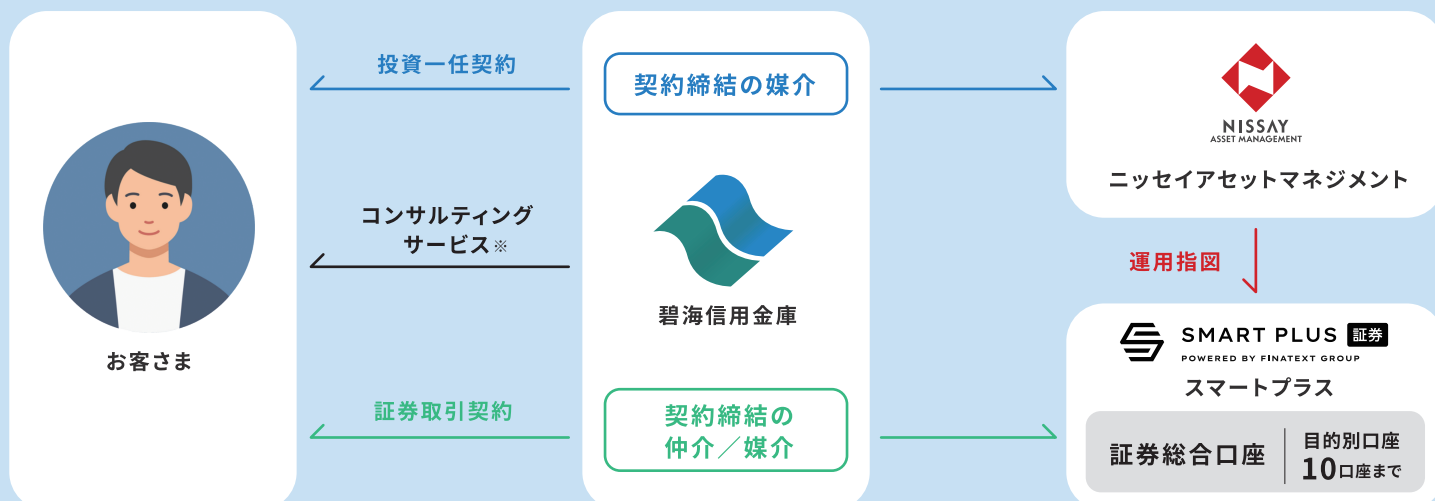 お客さま
投資一任契約
コンサルティング
サービス※
証券取引契約
契約締結の媒介
碧海信用金庫
契約締結の
仲介／媒介
NISSAY
ASSET MANAGEMENT
ニッセイアセットマネジメント
運用指図
SMART PLUS 証券
POWERED BY FINATEXT GROUP
スマートプラス
証券総合口座
目的別口座
10口座まで